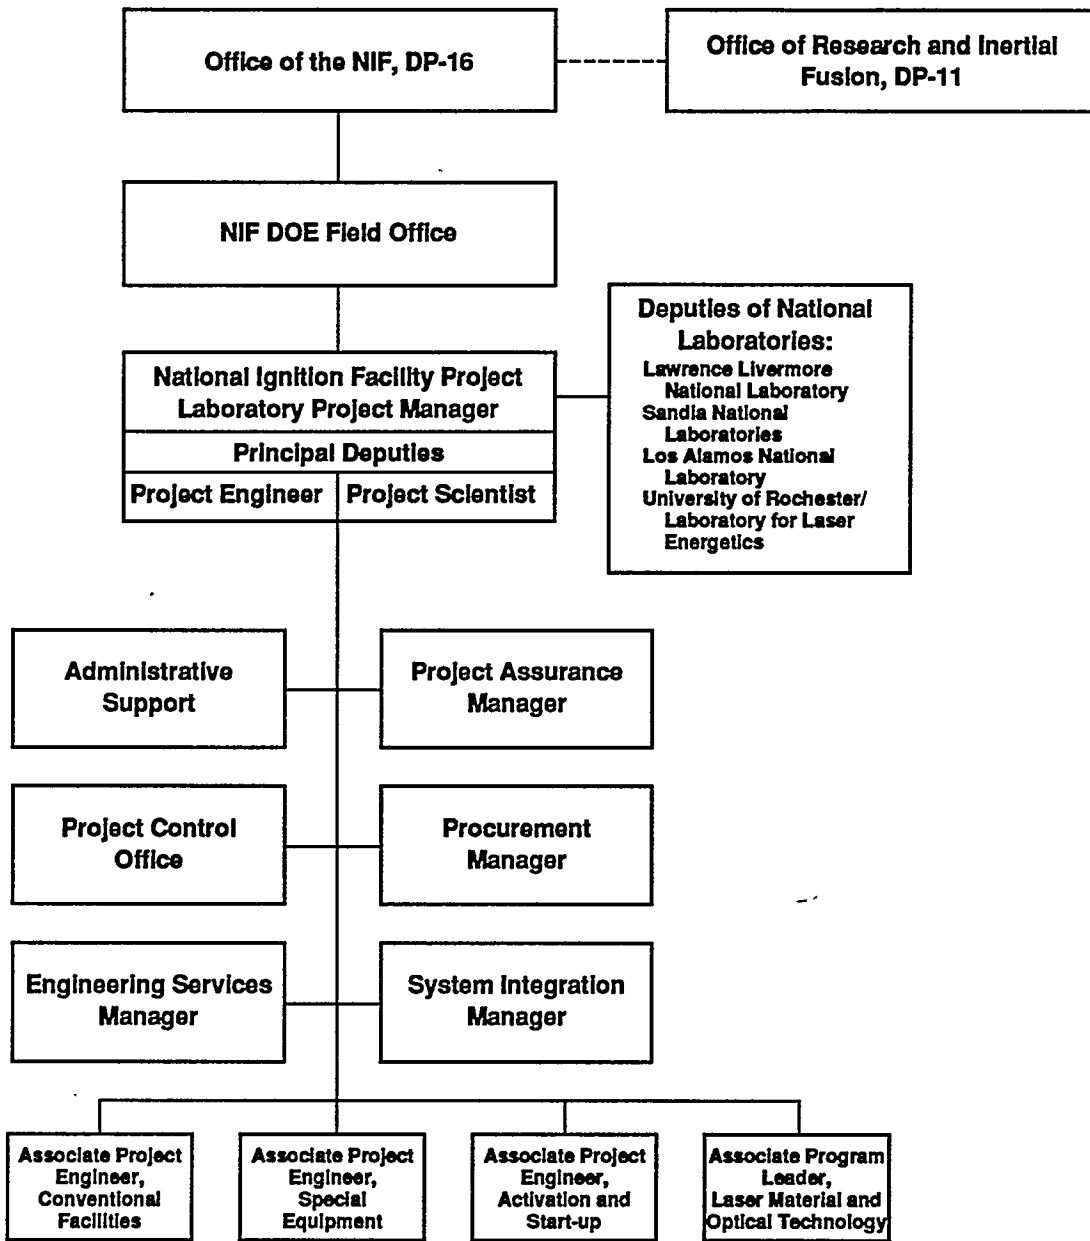 Office of the NIF, DP-16
Office of Research and Inertial
Fusion, DP-11
NIF DOE Field Office
National Ignition Facility Project
Laboratory Project Manager
Principal Deputies
Project Engineer
Project Scientist
Deputies of National
Laboratories:
Lawrence Livermore
National Laboratory
Sandia National
Laboratories
Los Alamos National
Laboratory
University of Rochester/
Laboratory for Laser
Energetics
Administrative
Support
Project Assurance
Manager
Project Control
Office
Procurement
Manager
Engineering Services
Manager
System Integration
Manager
Associate Project
Engineer,
Conventional
Facilities
Associate Project
Engineer,
Special
Equipment
Associate Project
Engineer,
Activation and
Start-up
Associate Program
Leader,
Laser Material and
Optical Technology